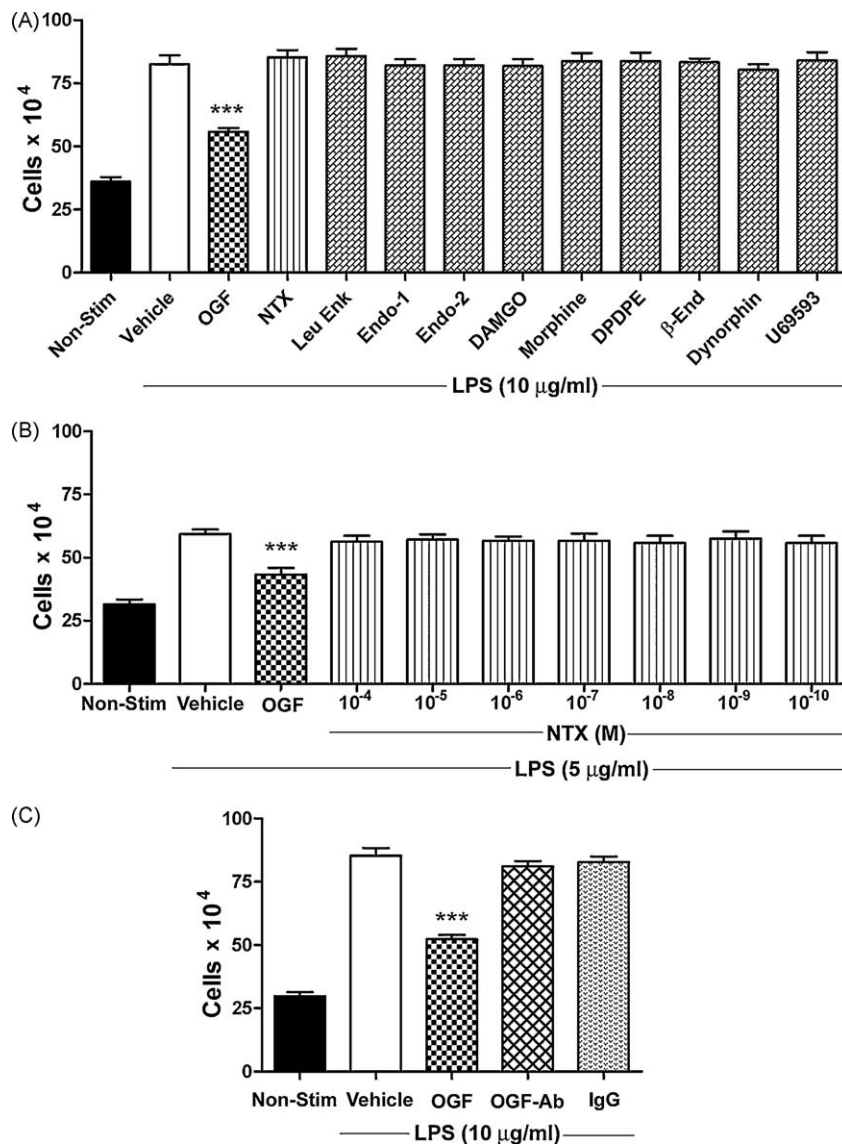 (A)
100
75
50
25
0
Cells x 10⁴
***
Non-Stim
Vehicle
OGF
NTX
Leu Enk
Endo-1
Endo-2
DAMGO
Morphine
DPDPE
β-End
Dynorphin
U69593
LPS (10 μg/ml)
(B)
100
75
50
25
0
Cells x 10⁴
***
Non-Stim Vehicle OGF 10⁻⁴ 10⁻⁵ 10⁻⁶ 10⁻⁷ 10⁻⁸ 10⁻⁹ 10⁻¹⁰
NTX (M)
LPS (5 μg/ml)
(C)
100
75
50
25
0
Cells x 10⁴
***
Non-Stim Vehicle OGF OGF-Ab IgG
LPS (10 μg/ml)